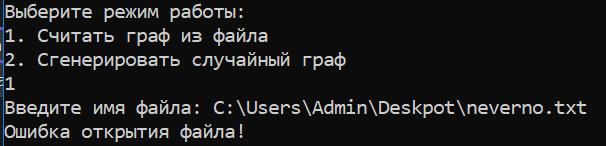 Выберите режим работы:
1. Считать граф из файла
2. Сгенерировать случайный граф
1
Введите имя файла: C:\Users\Admin\Deskpot\neverno.txt
Ошибка открытия файла!